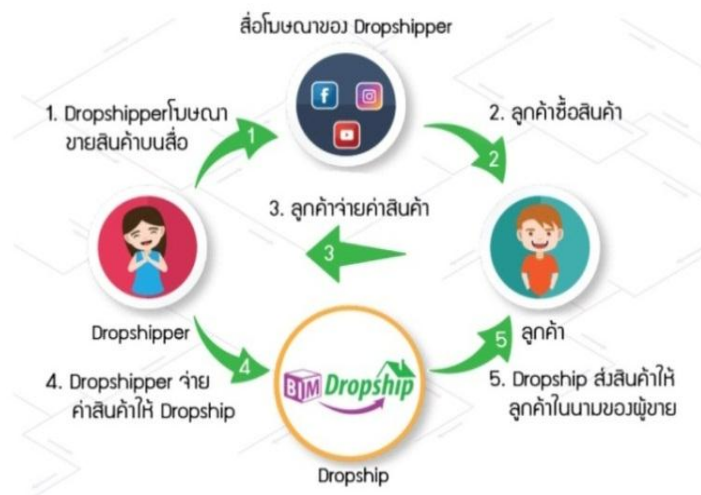 สื่อโฆษณาของ Dropshipper
1. Dropshipperโฆษณา
ขายสินค้าบนสื่อ
1
2. ลูกค้าซื้อสินค้า
2
3. ลูกค้าจ่ายค่าสินค้า
3
Dropshipper
ลูกค้า
4. Dropshipper จ่าย
ค่าสินค้าให้ Dropship
4
BIM Dropship
5
5. Dropship ส่งสินค้าให้
ลูกค้าในนามของผู้ขาย
Dropship